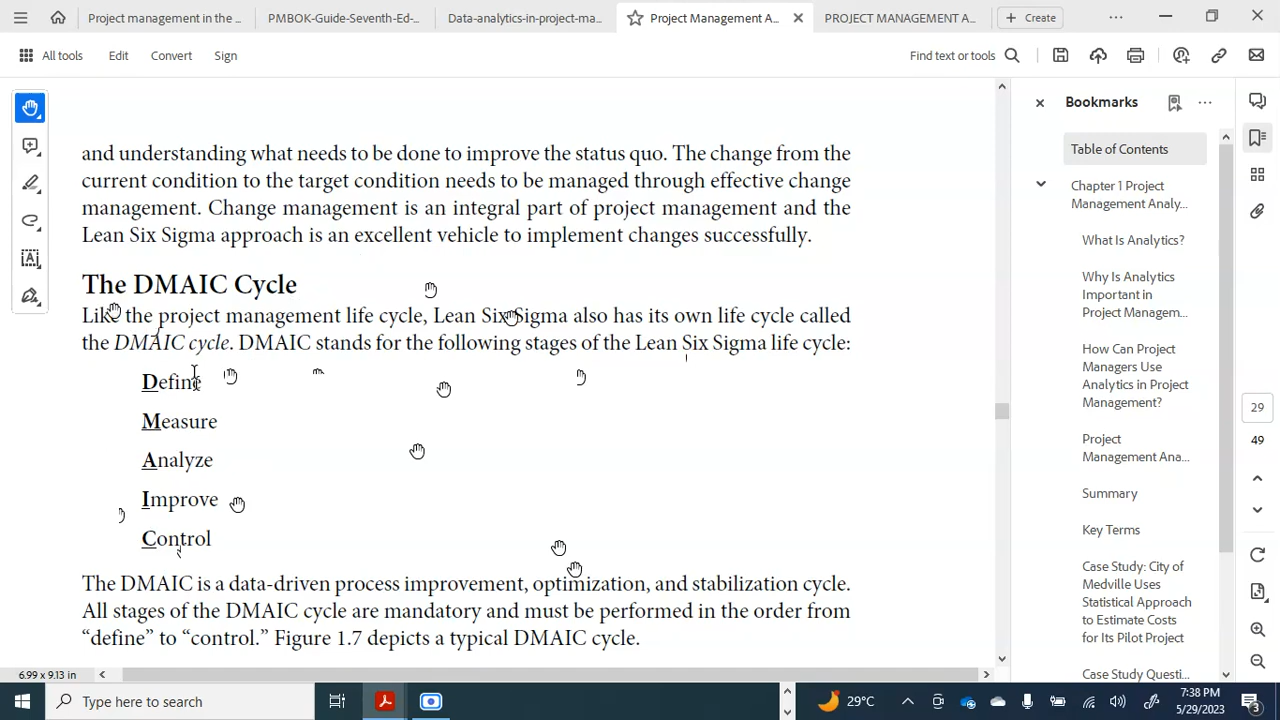 Project management in the ...
PMBOK-Guide-Seventh-Ed-...
Data-analytics-in-project-ma...
Project Management A...
PROJECT MANAGEMENT A...
Create
All tools
Edit
Convert
Sign
Find text or tools
and understanding what needs to be done to improve the status quo. The change from the
current condition to the target condition needs to be managed through effective change
management. Change management is an integral part of project management and the
Lean Six Sigma approach is an excellent vehicle to implement changes successfully.
The DMAIC Cycle
Like the project management life cycle, Lean Six Sigma also has its own life cycle called
the DMAIC cycle. DMAIC stands for the following stages of the Lean Six Sigma life cycle:
Define
Measure
Analyze
Improve
Control
The DMAIC is a data-driven process improvement, optimization, and stabilization cycle.
All stages of the DMAIC cycle are mandatory and must be performed in the order from
“define” to “control.” Figure 1.7 depicts a typical DMAIC cycle.
6.99 x 9.13 in
Bookmarks
Table of Contents
Chapter 1 Project
Management Analy...
What Is Analytics?
Why Is Analytics
Important in
Project Managem...
How Can Project
Managers Use
Analytics in Project
Management?
Project
Management Ana...
Summary
Key Terms
Case Study: City of
Medville Uses
Statistical Approach
to Estimate Costs
for Its Pilot Project
Case Study Questi...
29
49
Type here to search
29°C
7:38 PM
5/29/2023
3